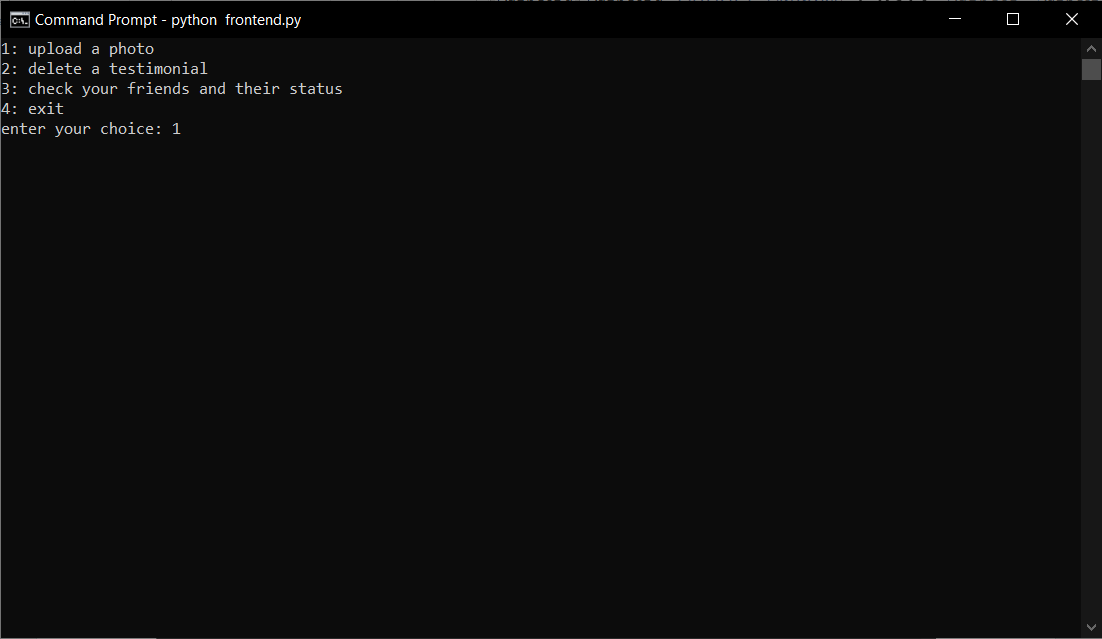 Command Prompt - python  frontend.py
1: upload a photo
2: delete a testimonial
3: check your friends and their status
4: exit
enter your choice: 1